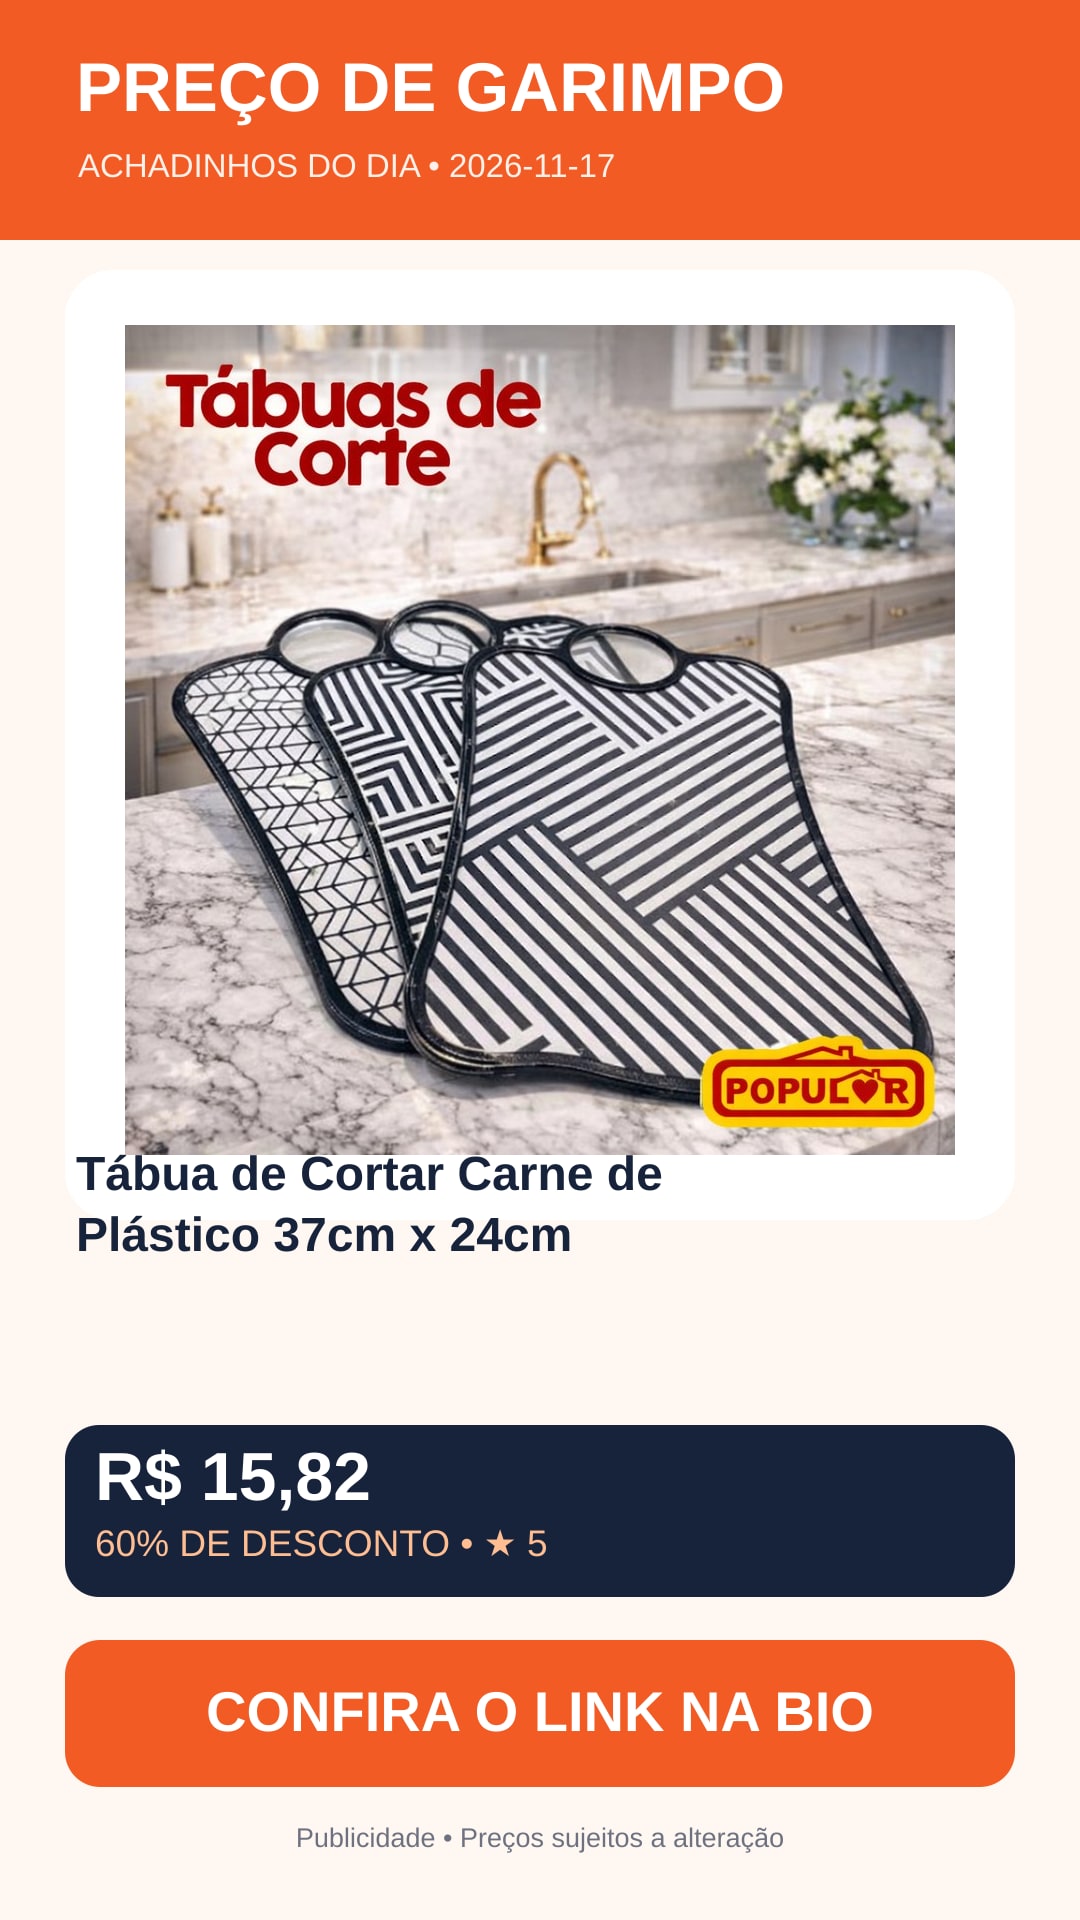 PREÇO DE GARIMPO
ACHADINHOS DO DIA • 2026-11-17
Tábuas de
Corte
POPULAR
Tábua de Cortar Carne de
Plástico 37cm x 24cm
R$ 15,82
60% DE DESCONTO • ★ 5
CONFIRA O LINK NA BIO
Publicidade • Preços sujeitos a alteração